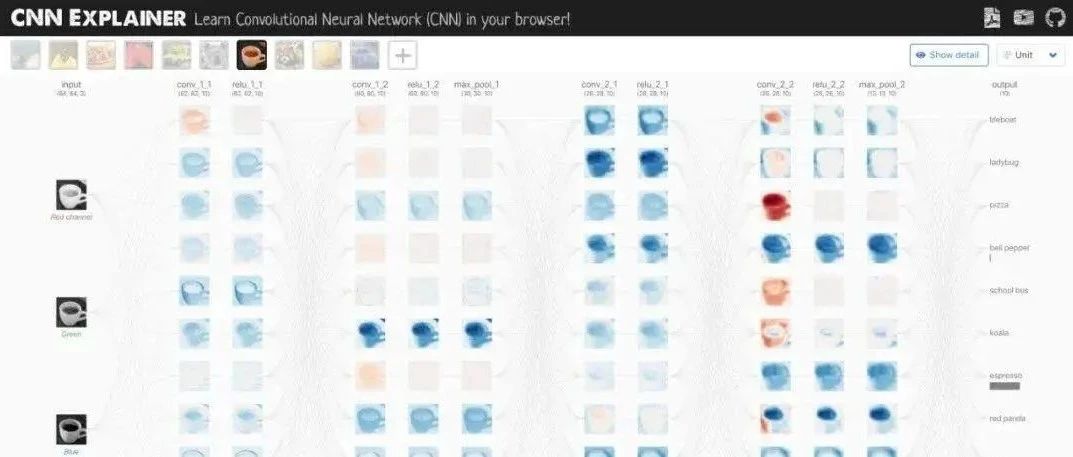 CNN EXPLAINER Learn Convolutional Neural Network (CNN) in your browser!
Show detail
Unit
input conv_1_1 relu_1_1 conv_1_2 relu_1_2 max_pool_1 conv_2_1 relu_2_1 conv_2_2 relu_2_2 max_pool_2 output
(64, 64, 3) (62, 62, 10) (62, 62, 10) (60, 60, 10) (60, 60, 10) (30, 30, 10) (28, 28, 10) (28, 28, 10) (26, 26, 10) (26, 26, 10) (13, 13, 10) (10)
lifeboat
ladybug
pizza
Red channel
bell pepper
school bus
Green
koala
espresso
red panda
Blue